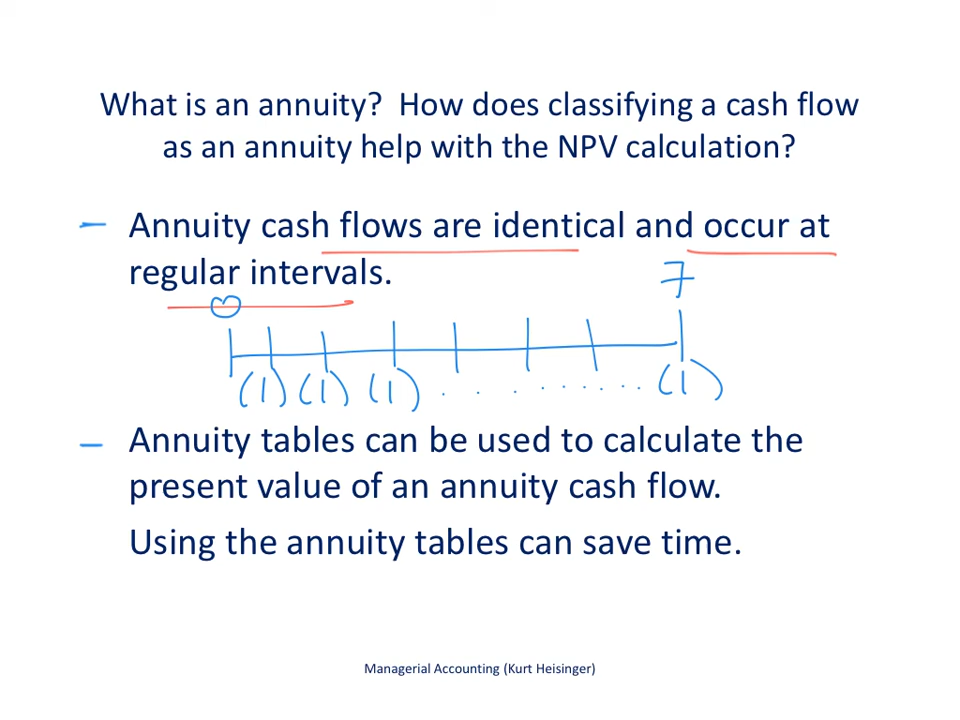 What is an annuity? How does classifying a cash flow
as an annuity help with the NPV calculation?
– Annuity cash flows are identical and occur at
regular intervals.
0 7
(1) (1) (1) . . . . . . . . . (1)
– Annuity tables can be used to calculate the
present value of an annuity cash flow.
Using the annuity tables can save time.
Managerial Accounting (Kurt Heisinger)